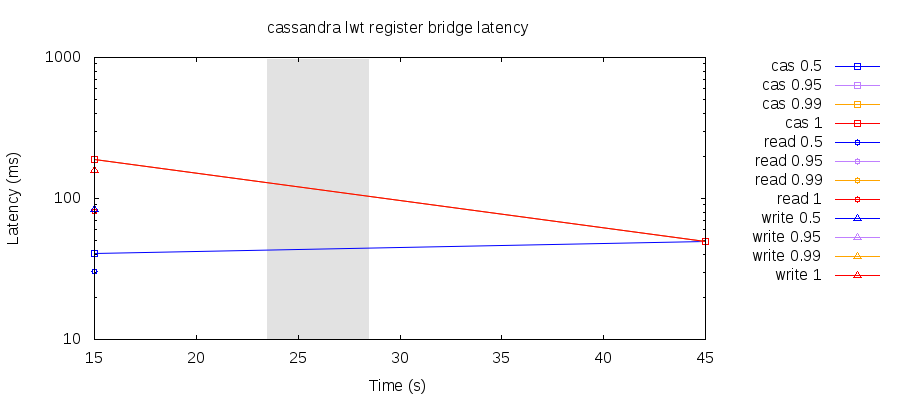 cassandra lwt register bridge latency
1000
100
10
Latency (ms)
15 20 25 30 35 40 45
Time (s)
cas 0.5
cas 0.95
cas 0.99
cas 1
read 0.5
read 0.95
read 0.99
read 1
write 0.5
write 0.95
write 0.99
write 1